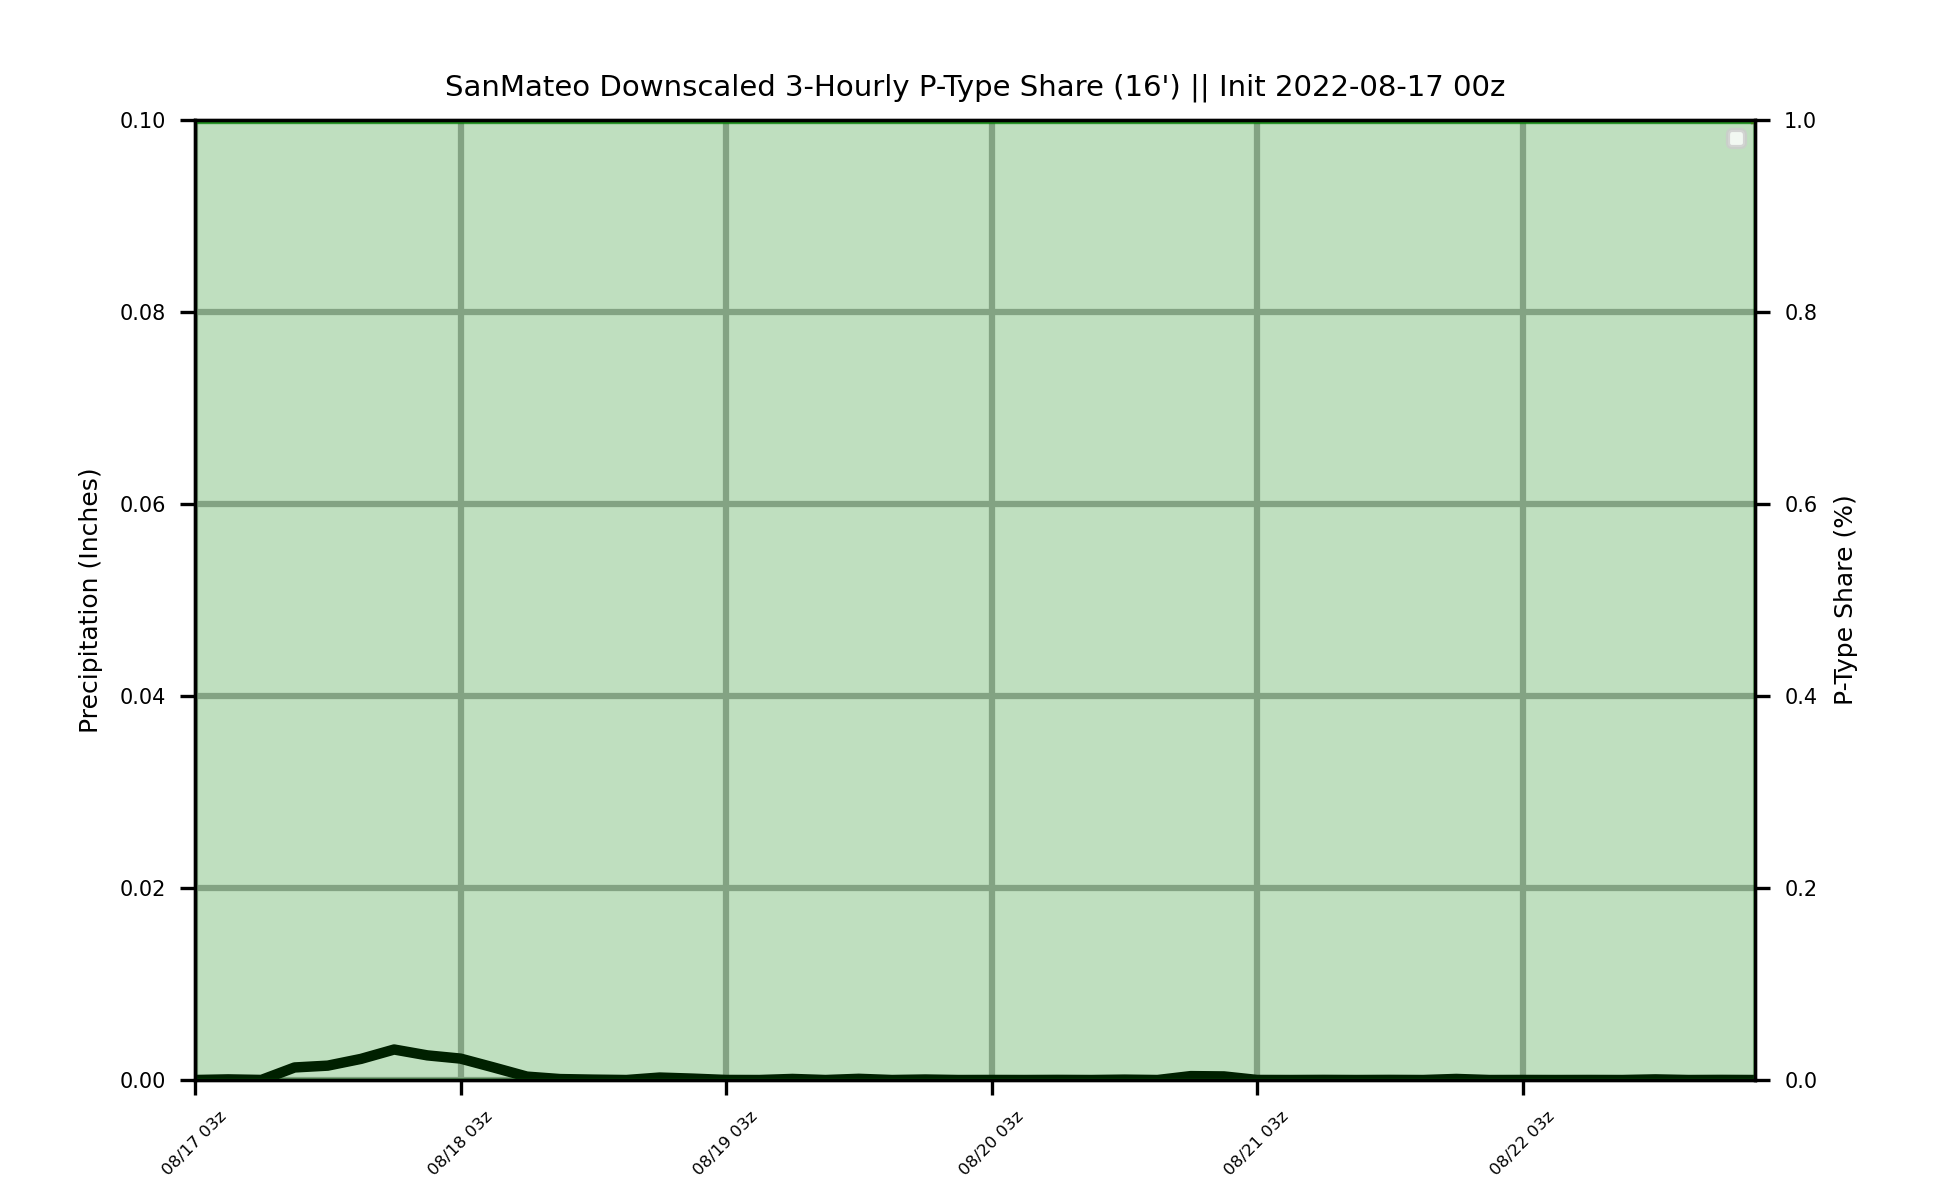 SanMateo Downscaled 3-Hourly P-Type Share (16') || Init 2022-08-17 00z
0.10
0.08
0.06
0.04
0.02
0.00
Precipitation (Inches)
1.0
0.8
0.6
0.4
0.2
0.0
P-Type Share (%)
08/17 03z
08/18 03z
08/19 03z
08/20 03z
08/21 03z
08/22 03z